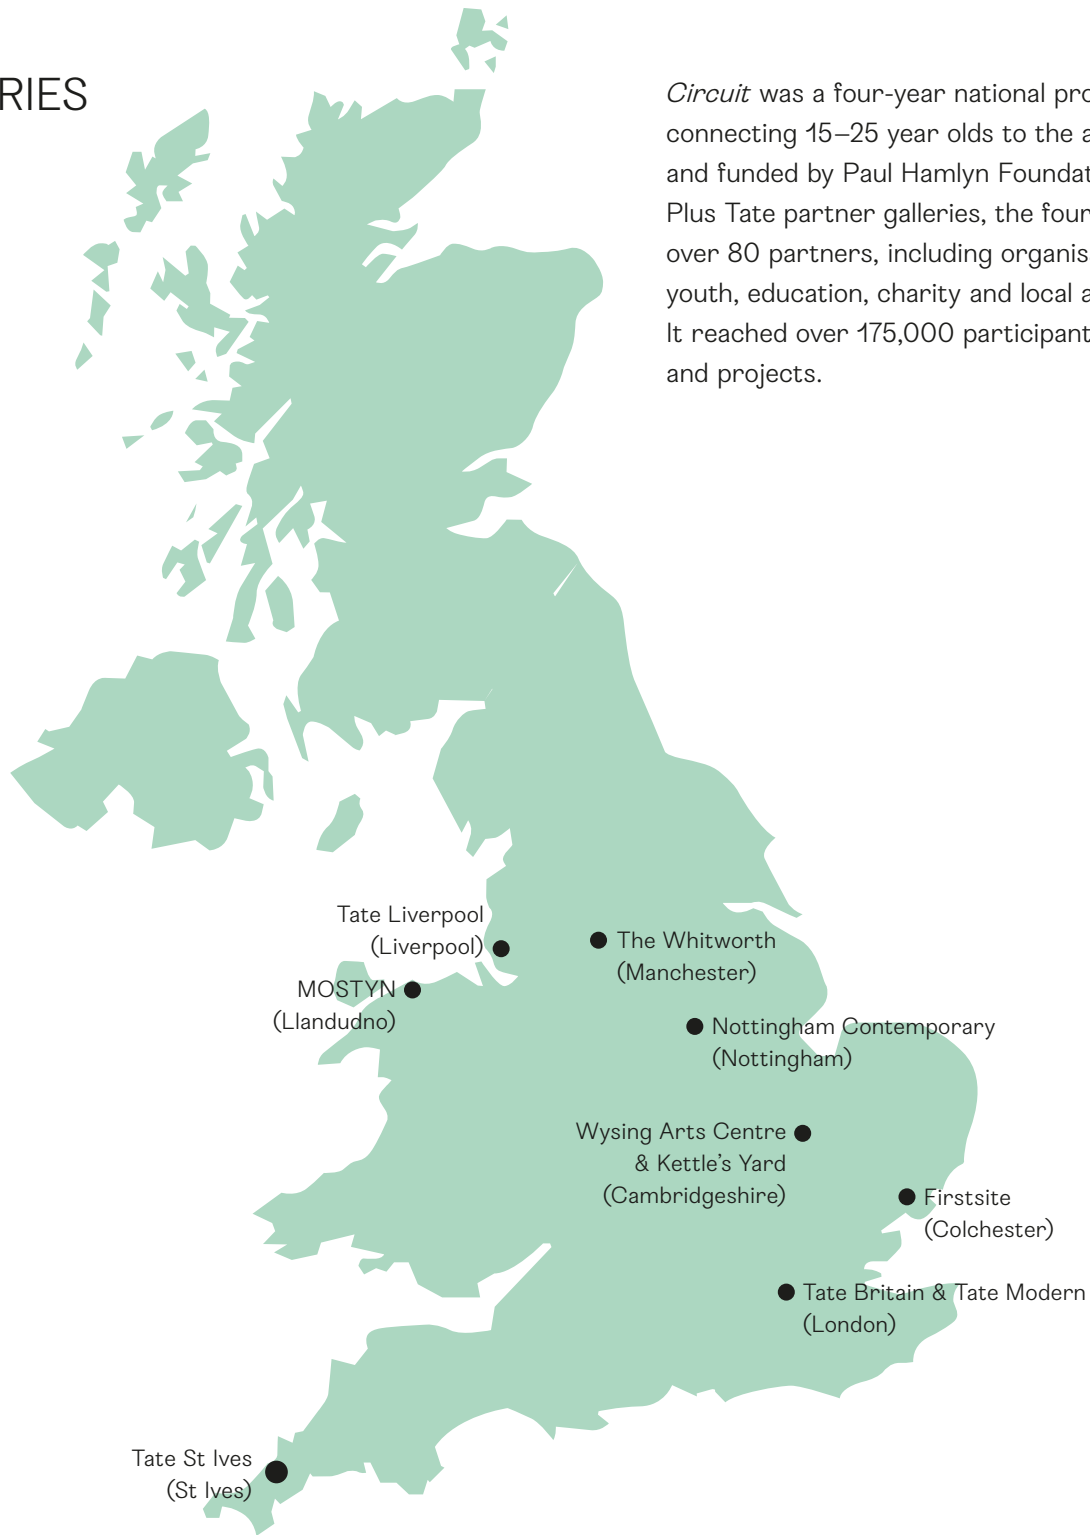 RIES
Circuit was a four-year national pro
connecting 15–25 year olds to the a
and funded by Paul Hamlyn Foundat
Plus Tate partner galleries, the four
over 80 partners, including organis
youth, education, charity and local a
It reached over 175,000 participant
and projects.
Tate Liverpool
(Liverpool)
The Whitworth
(Manchester)
MOSTYN
(Llandudno)
Nottingham Contemporary
(Nottingham)
Wysing Arts Centre
& Kettle’s Yard
(Cambridgeshire)
Firstsite
(Colchester)
Tate Britain & Tate Modern
(London)
Tate St Ives
(St Ives)